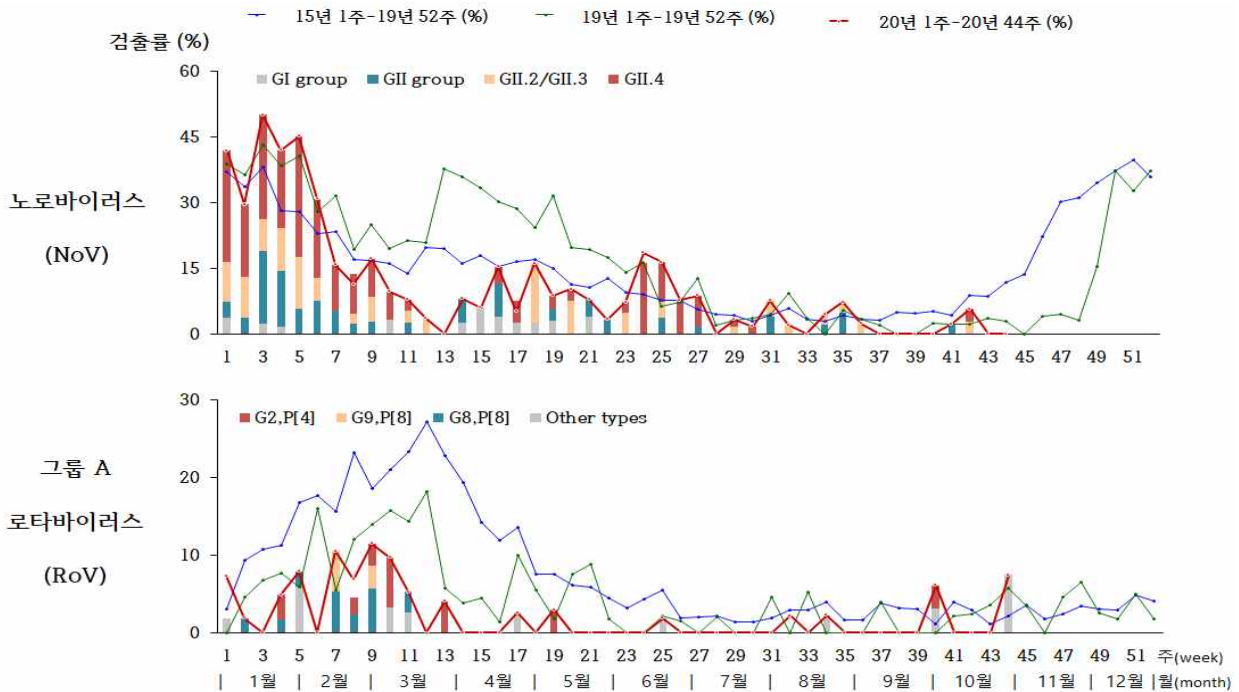 15년 1주-19년 52주 (%) 19년 1주-19년 52주 (%) 20년 1주-20년 44주 (%)
검출률 (%)
60
GI group GII group GII.2/GII.3 GII.4
45
노로바이러스
30
(NoV)
15
0
1 3 5 7 9 11 13 15 17 19 21 23 25 27 29 31 33 35 37 39 41 43 45 47 49 51
30
G2,P[4] G9,P[8] G8,P[8] Other types
그룹 A
20
로타바이러스
10
(RoV)
0
1 3 5 7 9 11 13 15 17 19 21 23 25 27 29 31 33 35 37 39 41 43 45 47 49 51 주(week)
| 1월 | 2월 | 3월 | 4월 | 5월 | 6월 | 7월 | 8월 | 9월 | 10월 | 11월 | 12월 |월(month)